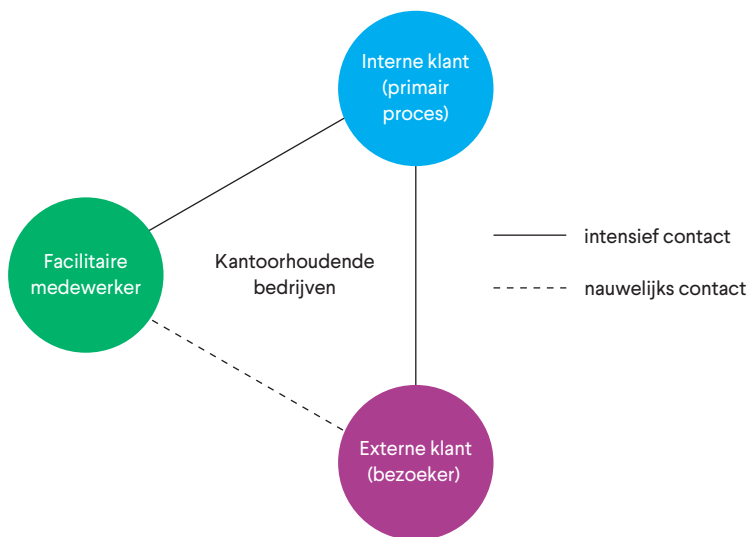 Interne klant
(primair
proces)
Facilitaire
medewerker
Kantoorhoudende
bedrijven
intensief contact
nauwelijks contact
Externe klant
(bezoeker)